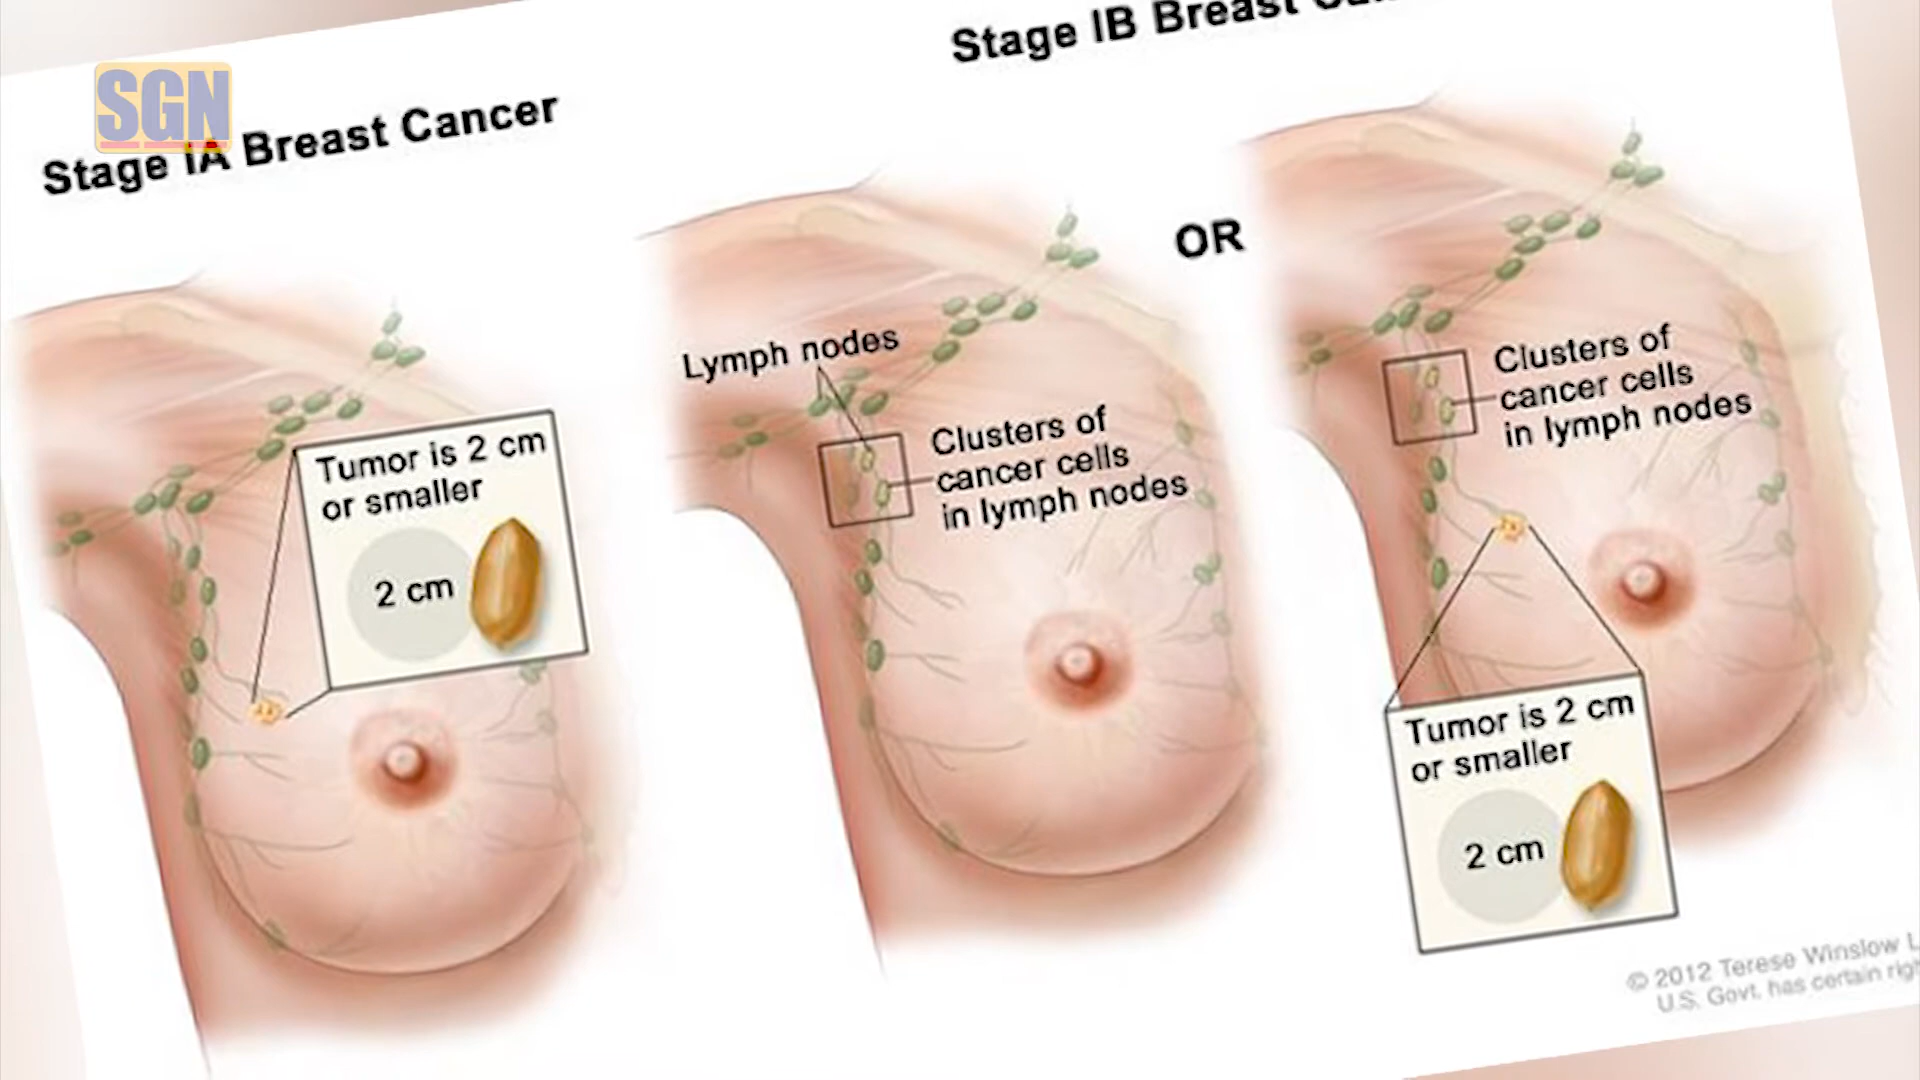 SGN
Stage IA Breast Cancer
Tumor is 2 cm
or smaller
2 cm
Stage IB Breast
Lymph nodes
Clusters of
cancer cells
in lymph nodes
OR
Clusters of
cancer cells
in lymph nodes
Tumor is 2 cm
or smaller
2 cm
© 2012 Terese Winslow
U.S. Govt. has certain